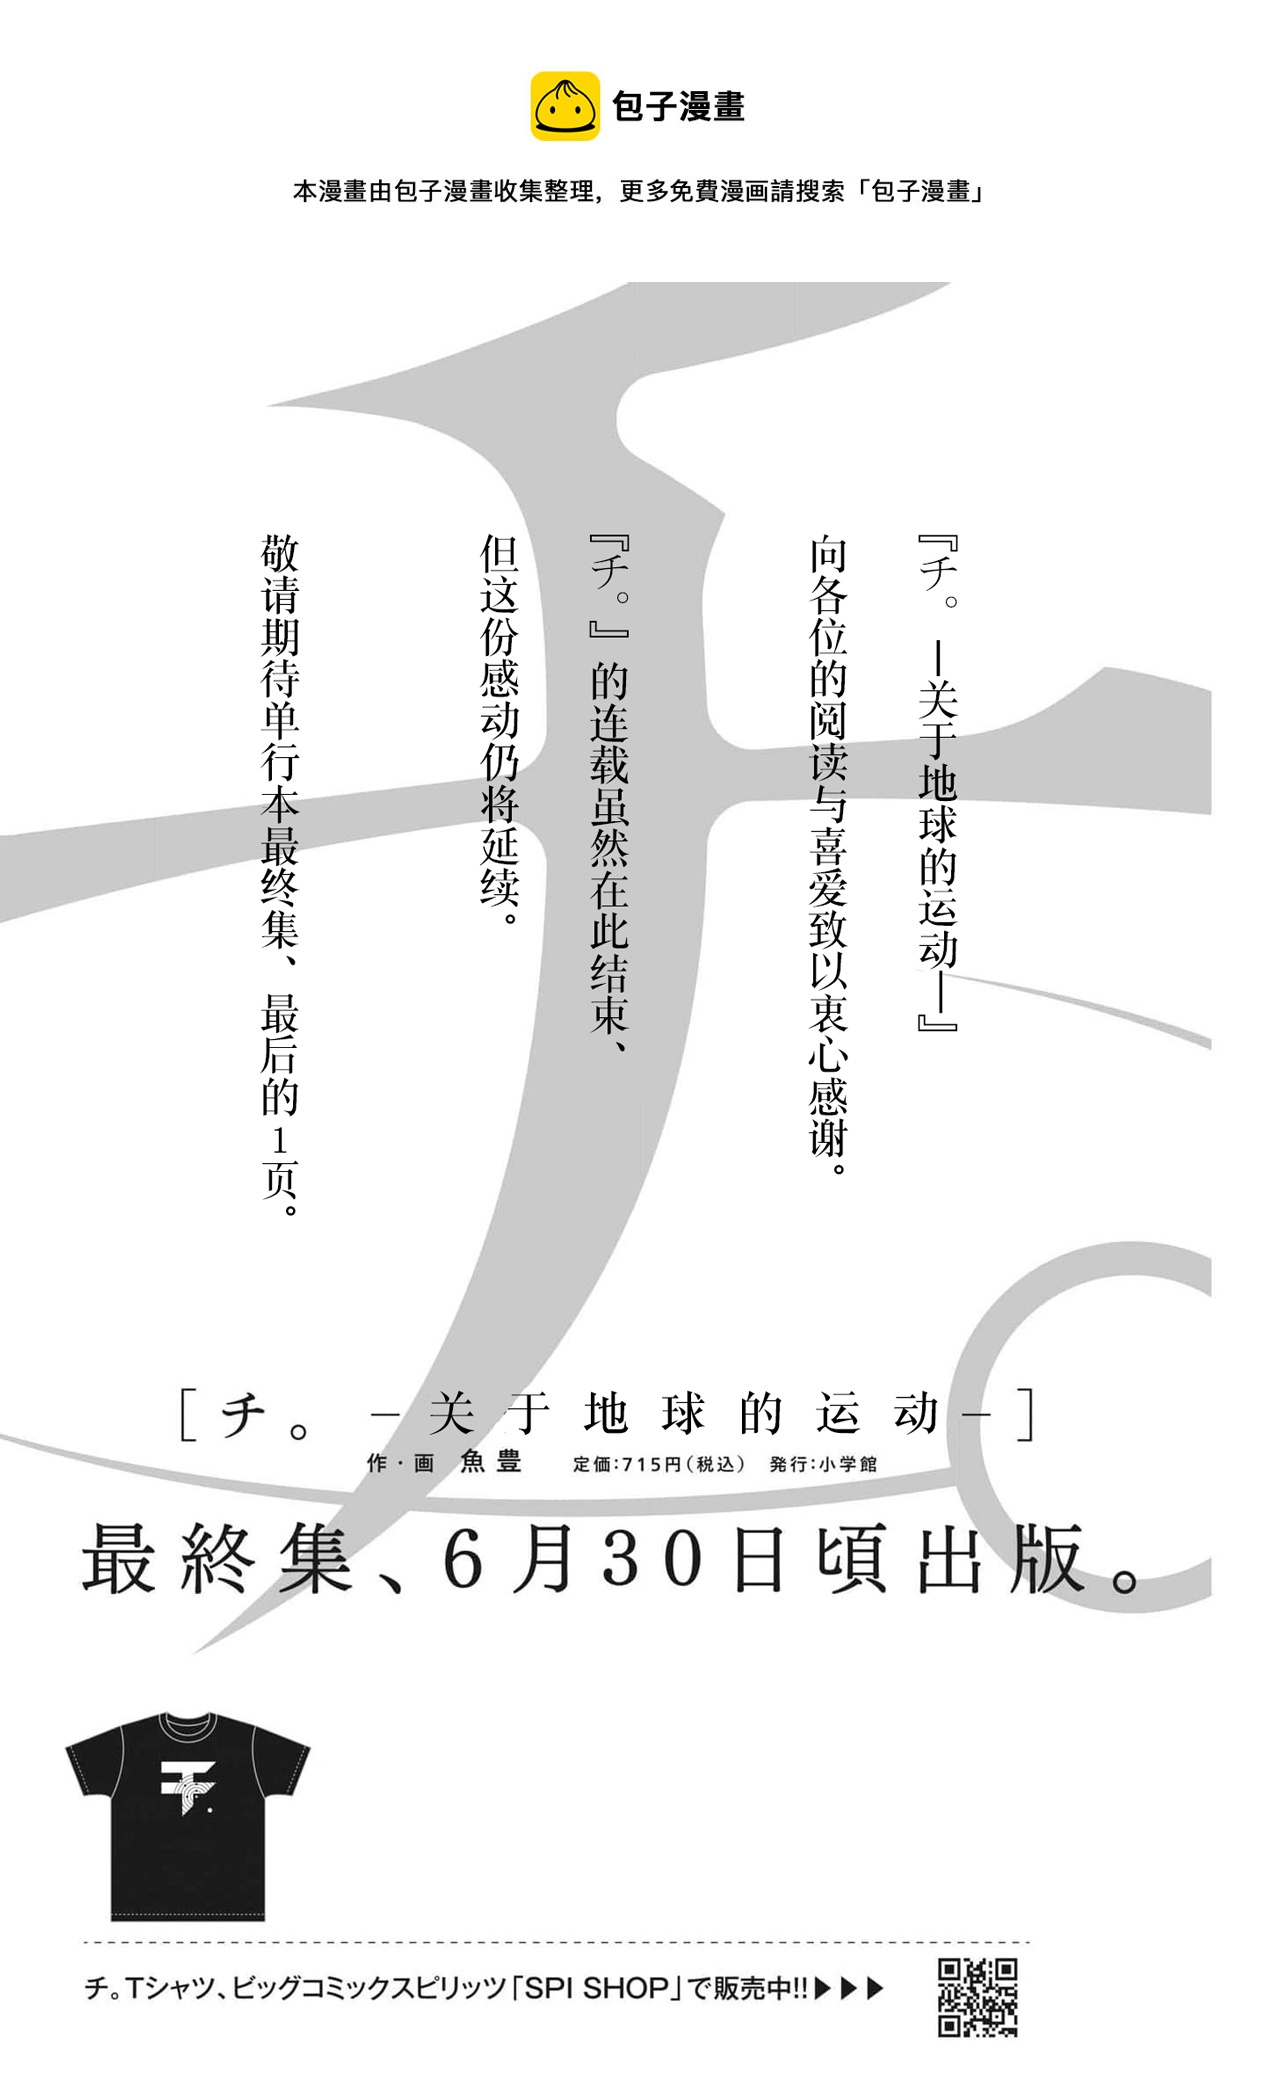 包子漫畫
本漫畫由包子漫畫收集整理，更多免費漫画請搜索「包子漫畫」
『チ。―关于地球的运动―』
向各位的阅读与喜爱致以衷心感谢。
『チ。』的连载虽然在此结束、
但这份感动仍将延续。
敬请期待单行本最终集、最后的1页。
［チ。–关于地球的运动–］
作・画 魚豊 定価：715円（税込） 発行：小学館
最終集、6月30日頃出版。
チ。
チ。Tシャツ、ビッグコミックスピリッツ「SPI SHOP」で販売中!!▶▶▶